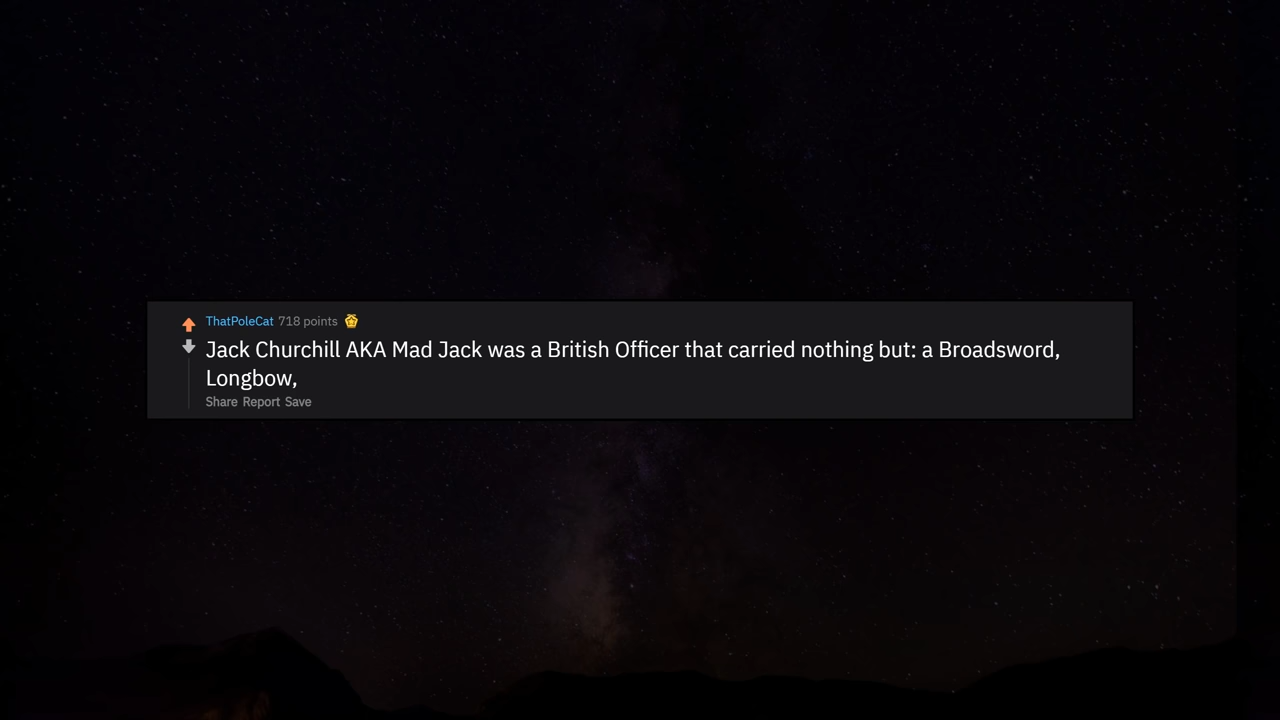 ThatPoleCat 718 points
Jack Churchill AKA Mad Jack was a British Officer that carried nothing but: a Broadsword,
Longbow,
Share Report Save